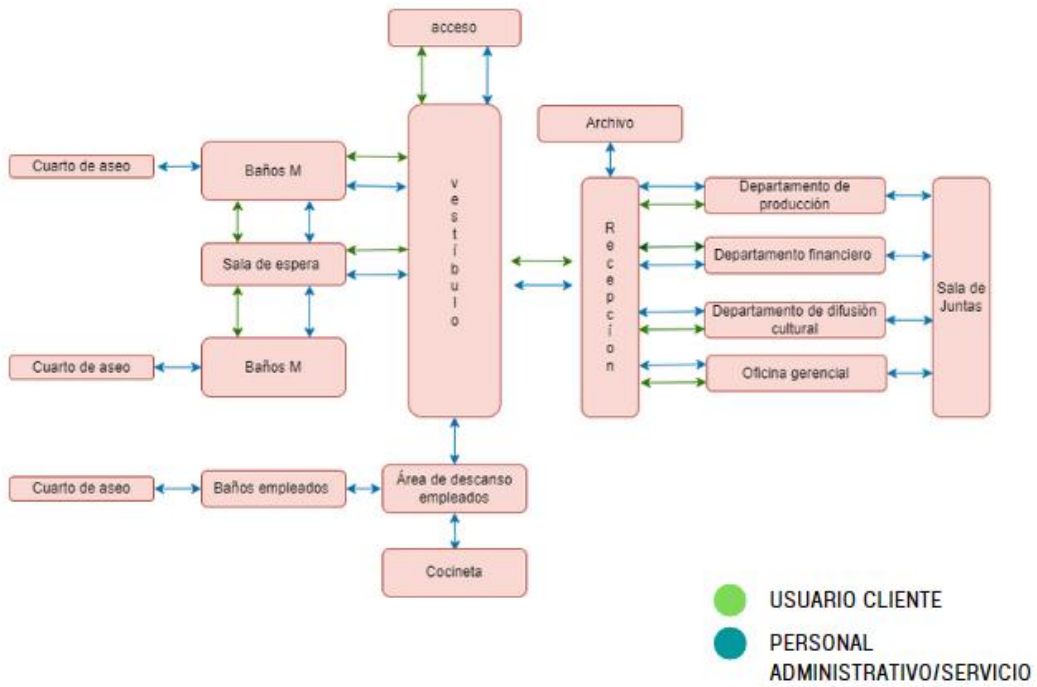 acceso
Archivo
Cuarto de aseo
Baños M
vestíbulo
Recepcíon
Departamento de
producción
Sala de espera
Departamento financiero
Sala de
Juntas
Departamento de difusión
cultural
Cuarto de aseo
Baños M
Oficina gerencial
Cuarto de aseo
Baños empleados
Área de descanso
empleados
Cocineta
USUARIO CLIENTE
PERSONAL
ADMINISTRATIVO/SERVICIO